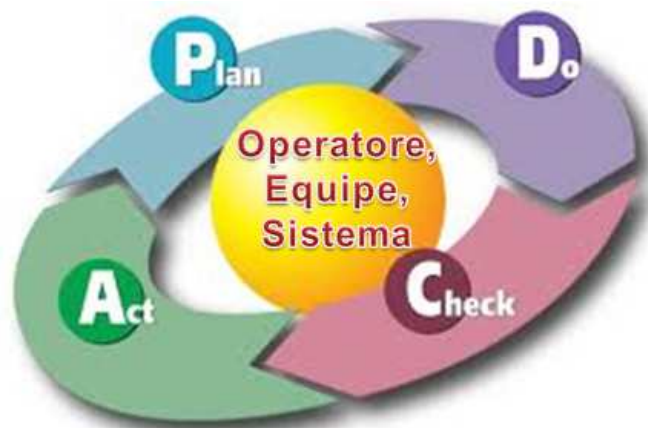 Plan
Do
Operatore,
Equipe,
Sistema
Act
Check